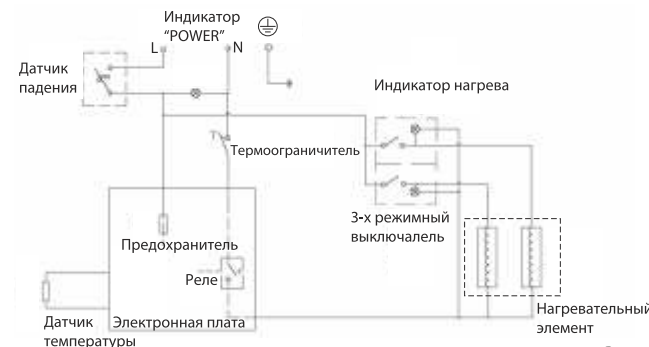 Индикатор
“POWER”
L
N
Датчик
падения
Индикатор нагрева
Термоограничитель
3-х режимный
выключалель
Предохранитель
Реле
Нагревательный
элемент
Датчик
температуры
Электронная плата